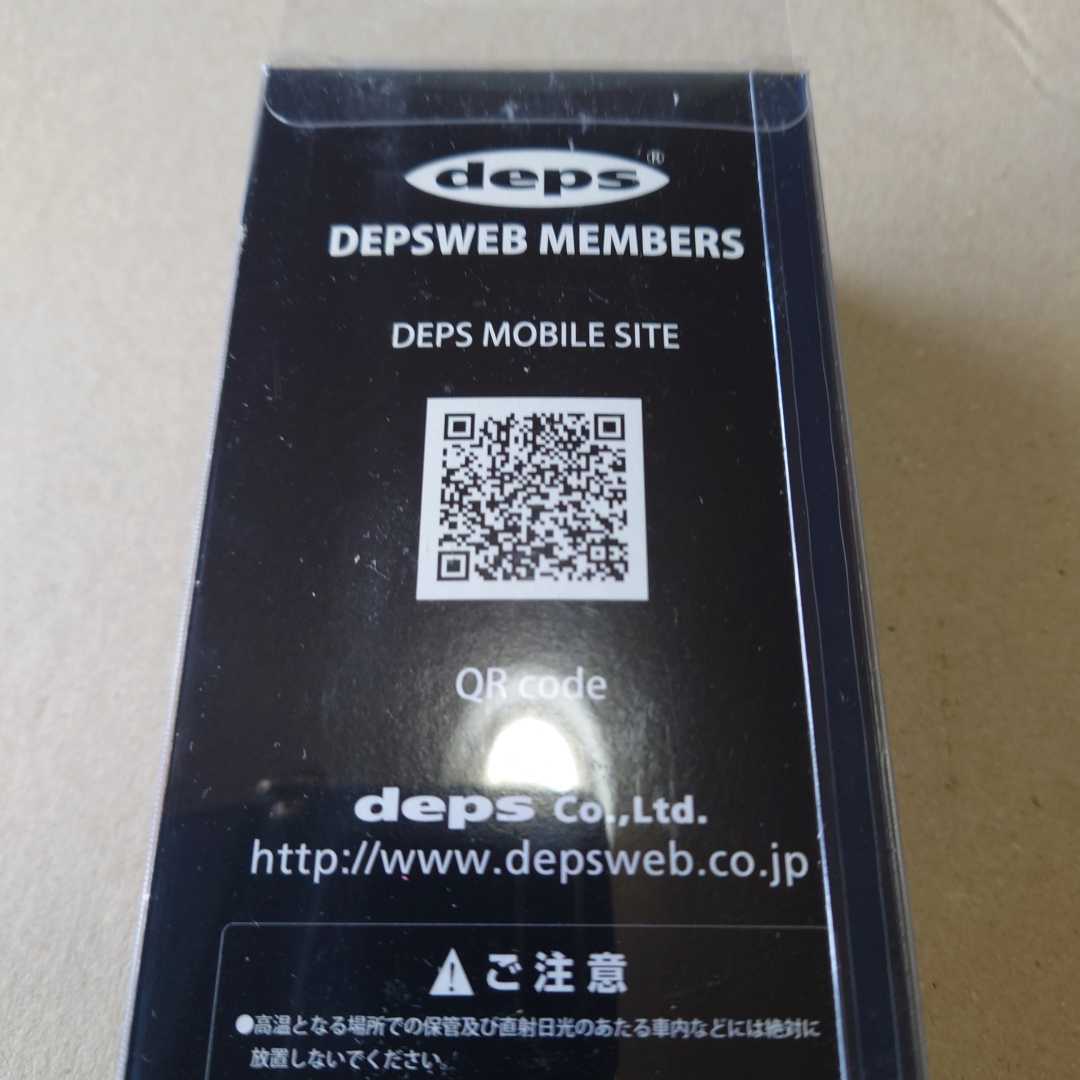 deps®
DEPSWEB MEMBERS
DEPS MOBILE SITE
QR code
deps Co.,Ltd.
http://www.depsweb.co.jp
ご注意
●高温となる場所での保管及び直射日光のあたる車内などには絶対に
放置しないでください。